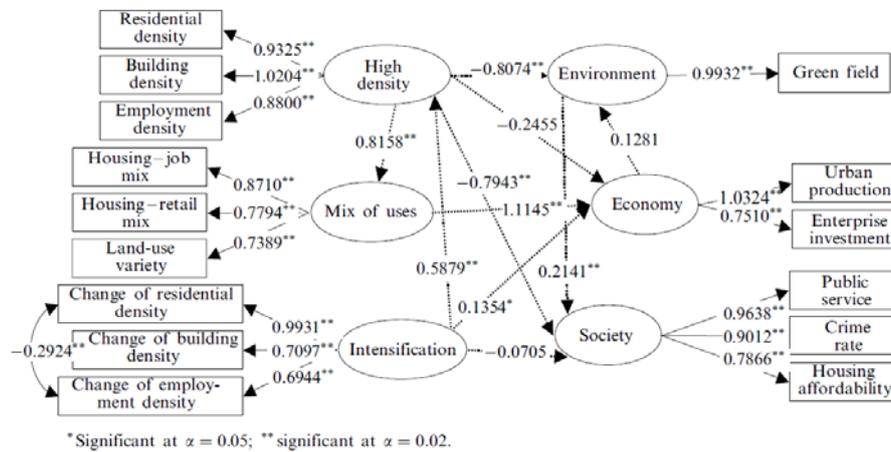 Residential
density
0.9325**
Building
density
1.0204**
Employment
density
0.8800**
High
density
−0.8074**
Environment
0.9932**
Green field
−0.2455
0.1281
0.8158**
Housing–job
mix
0.8710**
Housing–retail
mix
0.7794**
Land-use
variety
0.7389**
Mix of uses
−0.7943**
1.1145**
Economy
1.0324**
Urban
production
0.7510**
Enterprise
investment
0.5879**
0.1354*
0.2141**
Change of residential
density
0.9931**
−0.2924**
Change of building
density
0.7097**
Change of employ-
ment density
0.6944**
Intensification
−0.0705
Society
0.9638**
Public
service
0.9012**
Crime
rate
0.7866**
Housing
affordability
*Significant at α = 0.05; **significant at α = 0.02.